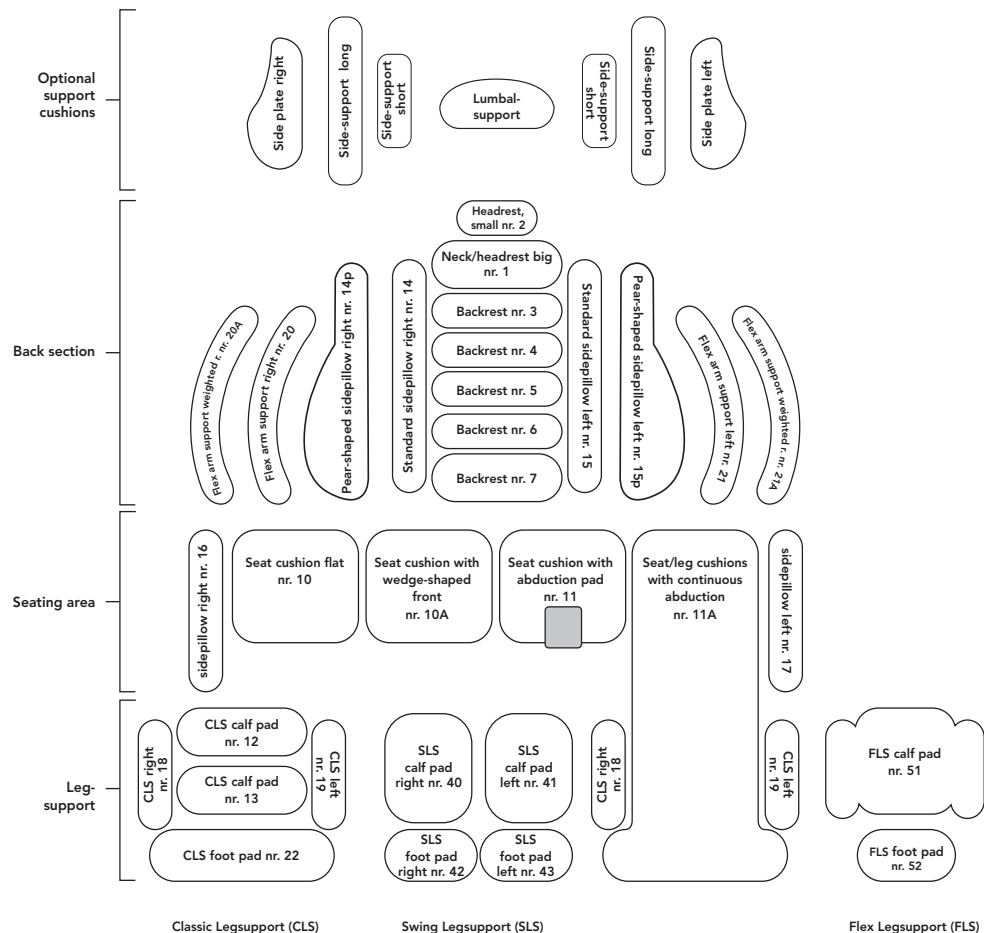 Optional
support
cushions
Side plate right
Side-support long
Side-support
short
Lumbal-
support
Side-support
short
Side-support long
Side plate left
Back section
Headrest,
small nr. 2
Neck/headrest big
nr. 1
Backrest nr. 3
Backrest nr. 4
Backrest nr. 5
Backrest nr. 6
Backrest nr. 7
Flex arm support weighted r. nr. 20A
Flex arm support right nr. 20
Pear-shaped sidepillow right nr. 14p
Standard sidepillow right nr. 14
Standard sidepillow left nr. 15
Pear-shaped sidepillow left nr. 15p
Flex arm support left nr. 21
Flex arm support weighted r. nr. 21A
Seating area
sidepillow right nr. 16
Seat cushion flat
nr. 10
Seat cushion with
wedge-shaped
front
nr. 10A
Seat cushion with
abduction pad
nr. 11
Seat/leg cushions
with continuous
abduction
nr. 11A
sidepillow left nr. 17
Leg-
support
CLS right
nr. 18
CLS calf pad
nr. 12
CLS calf pad
nr. 13
CLS left
nr. 19
CLS foot pad nr. 22
SLS
calf pad
right nr. 40
SLS
calf pad
left nr. 41
SLS
foot pad
right nr. 42
SLS
foot pad
left nr. 43
CLS right
nr. 18
CLS left
nr. 19
FLS calf pad
nr. 51
FLS foot pad
nr. 52
Classic Legsupport (CLS)
Swing Legsupport (SLS)
Flex Legsupport (FLS)